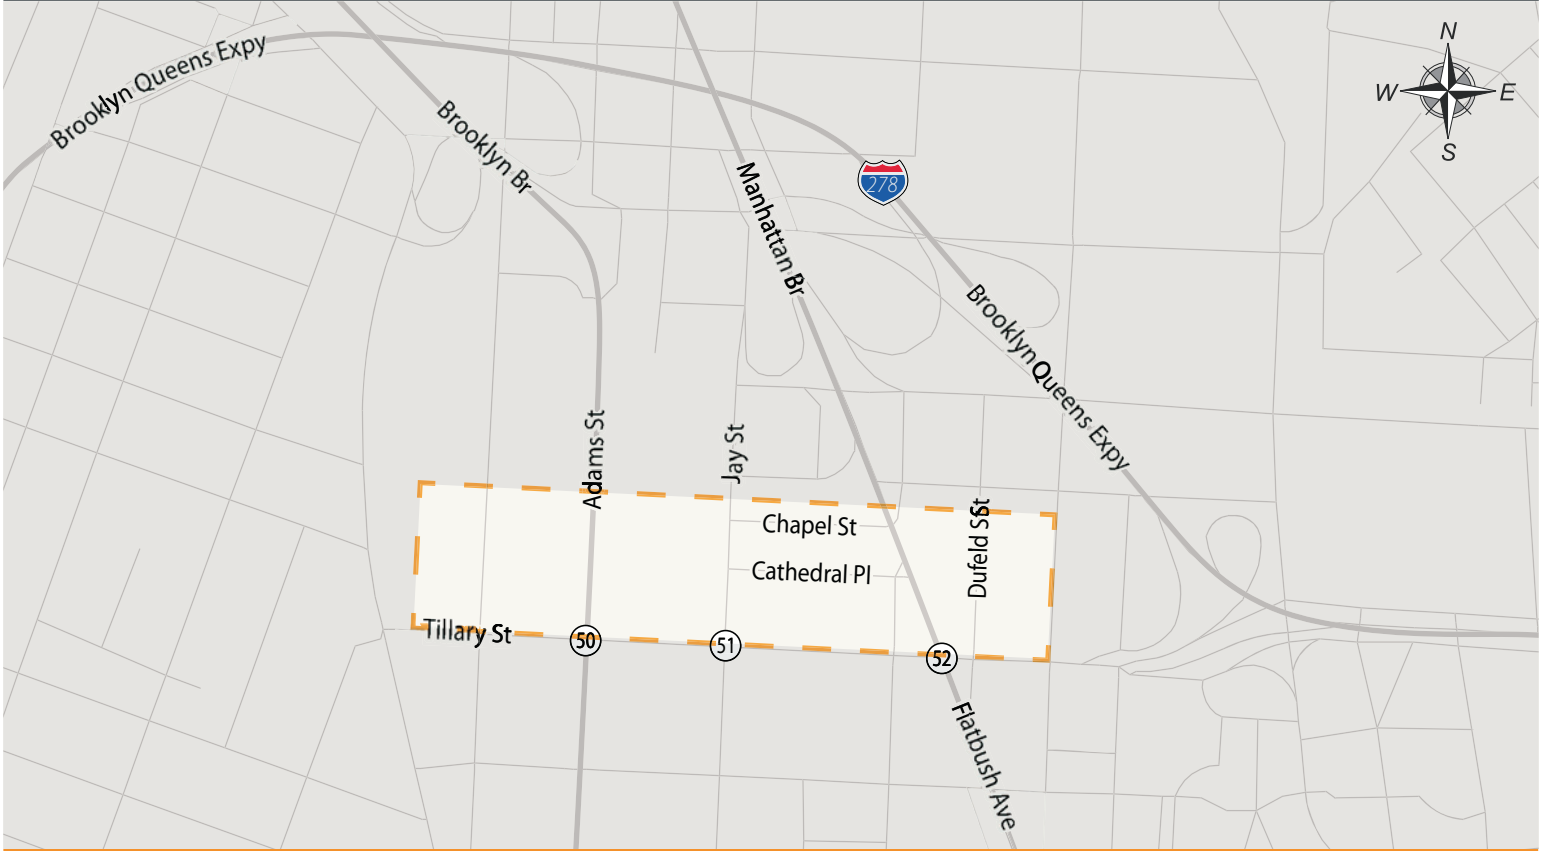 N
W E
S
Brooklyn Queens Expy
Brooklyn Br
Manhattan Br
278
Brooklyn Queens Expy
Adams St
Jay St
Dufeld St
Chapel St
Cathedral Pl
Tillary St
50
51
52
Flatbush Ave